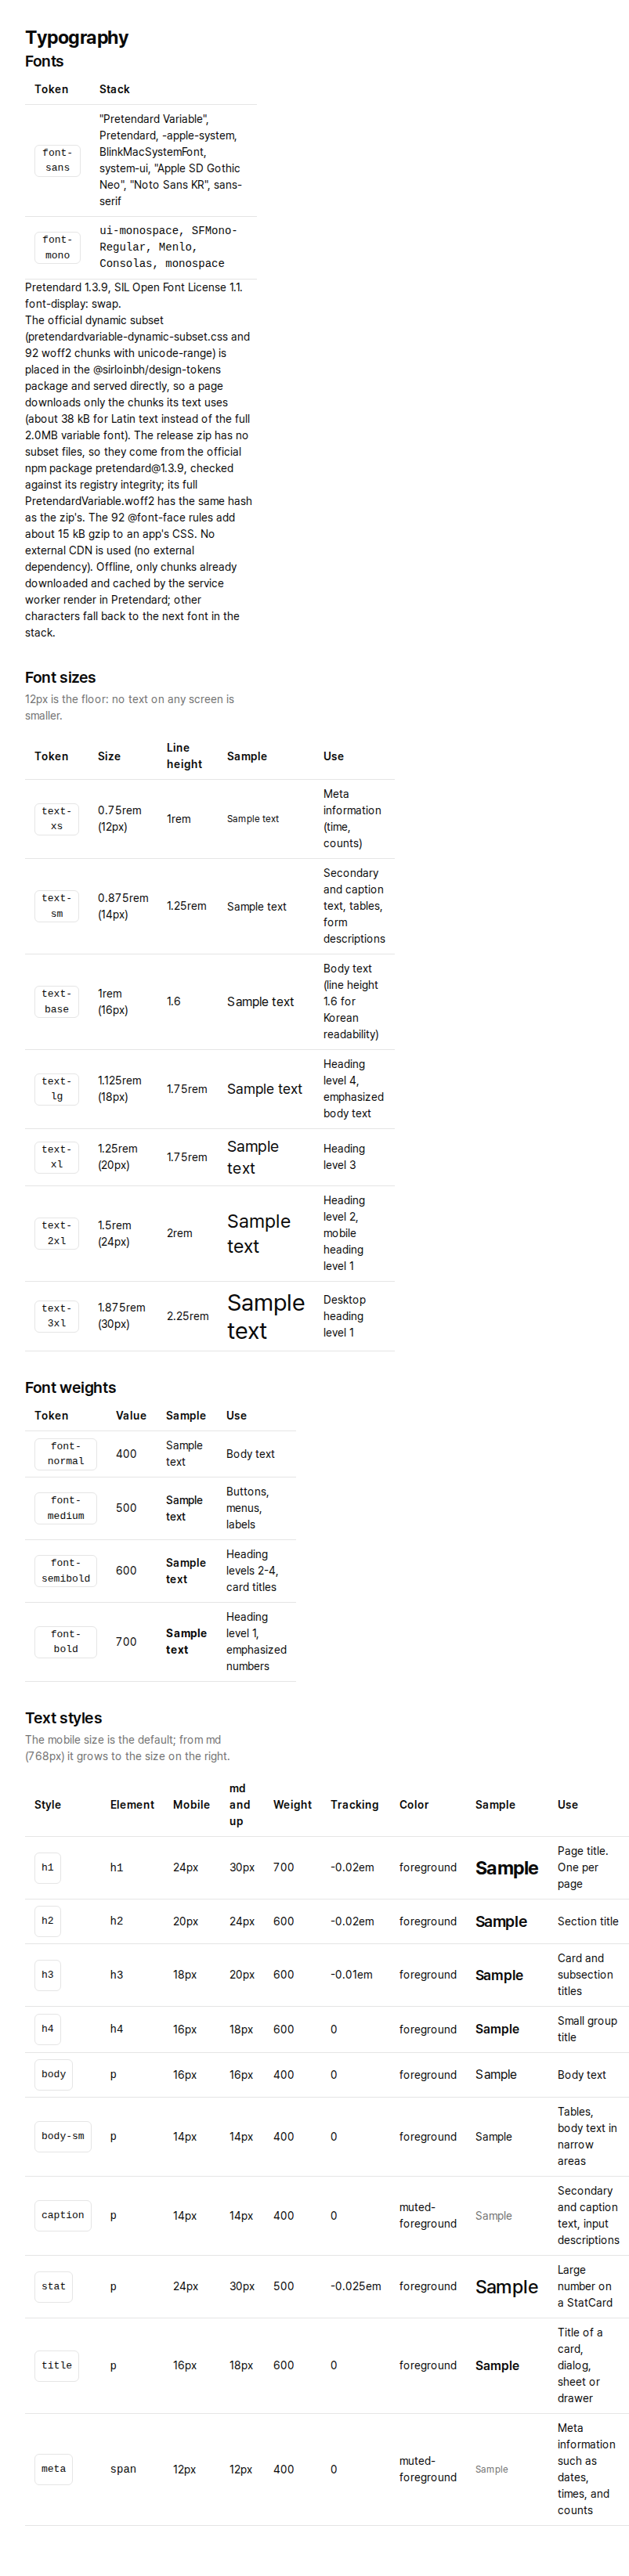 Typography
Fonts
Token Stack
font-sans "Pretendard Variable", Pretendard, -apple-system, BlinkMacSystemFont, system-ui, "Apple SD Gothic Neo", "Noto Sans KR", sans-serif
font-mono ui-monospace, SFMono-Regular, Menlo, Consolas, monospace
Pretendard 1.3.9, SIL Open Font License 1.1.
font-display: swap.
The official dynamic subset
(pretendardvariable-dynamic-subset.css and
92 woff2 chunks with unicode-range) is
placed in the @sirloinbh/design-tokens
package and served directly, so a page
downloads only the chunks its text uses
(about 38 kB for Latin text instead of the full
2.0MB variable font). The release zip has no
subset files, so they come from the official
npm package pretendard@1.3.9, checked
against its registry integrity; its full
PretendardVariable.woff2 has the same hash
as the zip's. The 92 @font-face rules add
about 15 kB gzip to an app's CSS. No
external CDN is used (no external
dependency). Offline, only chunks already
downloaded and cached by the service
worker render in Pretendard; other
characters fall back to the next font in the
stack.
Font sizes
12px is the floor: no text on any screen is
smaller.
Token Size Line height Sample Use
text-xs 0.75rem (12px) 1rem Sample text Meta information (time, counts)
text-sm 0.875rem (14px) 1.25rem Sample text Secondary and caption text, tables, form descriptions
text-base 1rem (16px) 1.6 Sample text Body text (line height 1.6 for Korean readability)
text-lg 1.125rem (18px) 1.75rem Sample text Heading level 4, emphasized body text
text-xl 1.25rem (20px) 1.75rem Sample text Heading level 3
text-2xl 1.5rem (24px) 2rem Sample text Heading level 2, mobile heading level 1
text-3xl 1.875rem (30px) 2.25rem Sample text Desktop heading level 1
Font weights
Token Value Sample Use
font-normal 400 Sample text Body text
font-medium 500 Sample text Buttons, menus, labels
font-semibold 600 Sample text Heading levels 2-4, card titles
font-bold 700 Sample text Heading level 1, emphasized numbers
Text styles
The mobile size is the default; from md
(768px) it grows to the size on the right.
Style Element Mobile md and up Weight Tracking Color Sample Use
h1 h1 24px 30px 700 -0.02em foreground Sample Page title. One per page
h2 h2 20px 24px 600 -0.02em foreground Sample Section title
h3 h3 18px 20px 600 -0.01em foreground Sample Card and subsection titles
h4 h4 16px 18px 600 0 foreground Sample Small group title
body p 16px 16px 400 0 foreground Sample Body text
body-sm p 14px 14px 400 0 foreground Sample Tables, body text in narrow areas
caption p 14px 14px 400 0 muted-foreground Sample Secondary and caption text, input descriptions
stat p 24px 30px 500 -0.025em foreground Sample Large number on a StatCard
title p 16px 18px 600 0 foreground Sample Title of a card, dialog, sheet or drawer
meta span 12px 12px 400 0 muted-foreground Sample Meta information such as dates, times, and counts